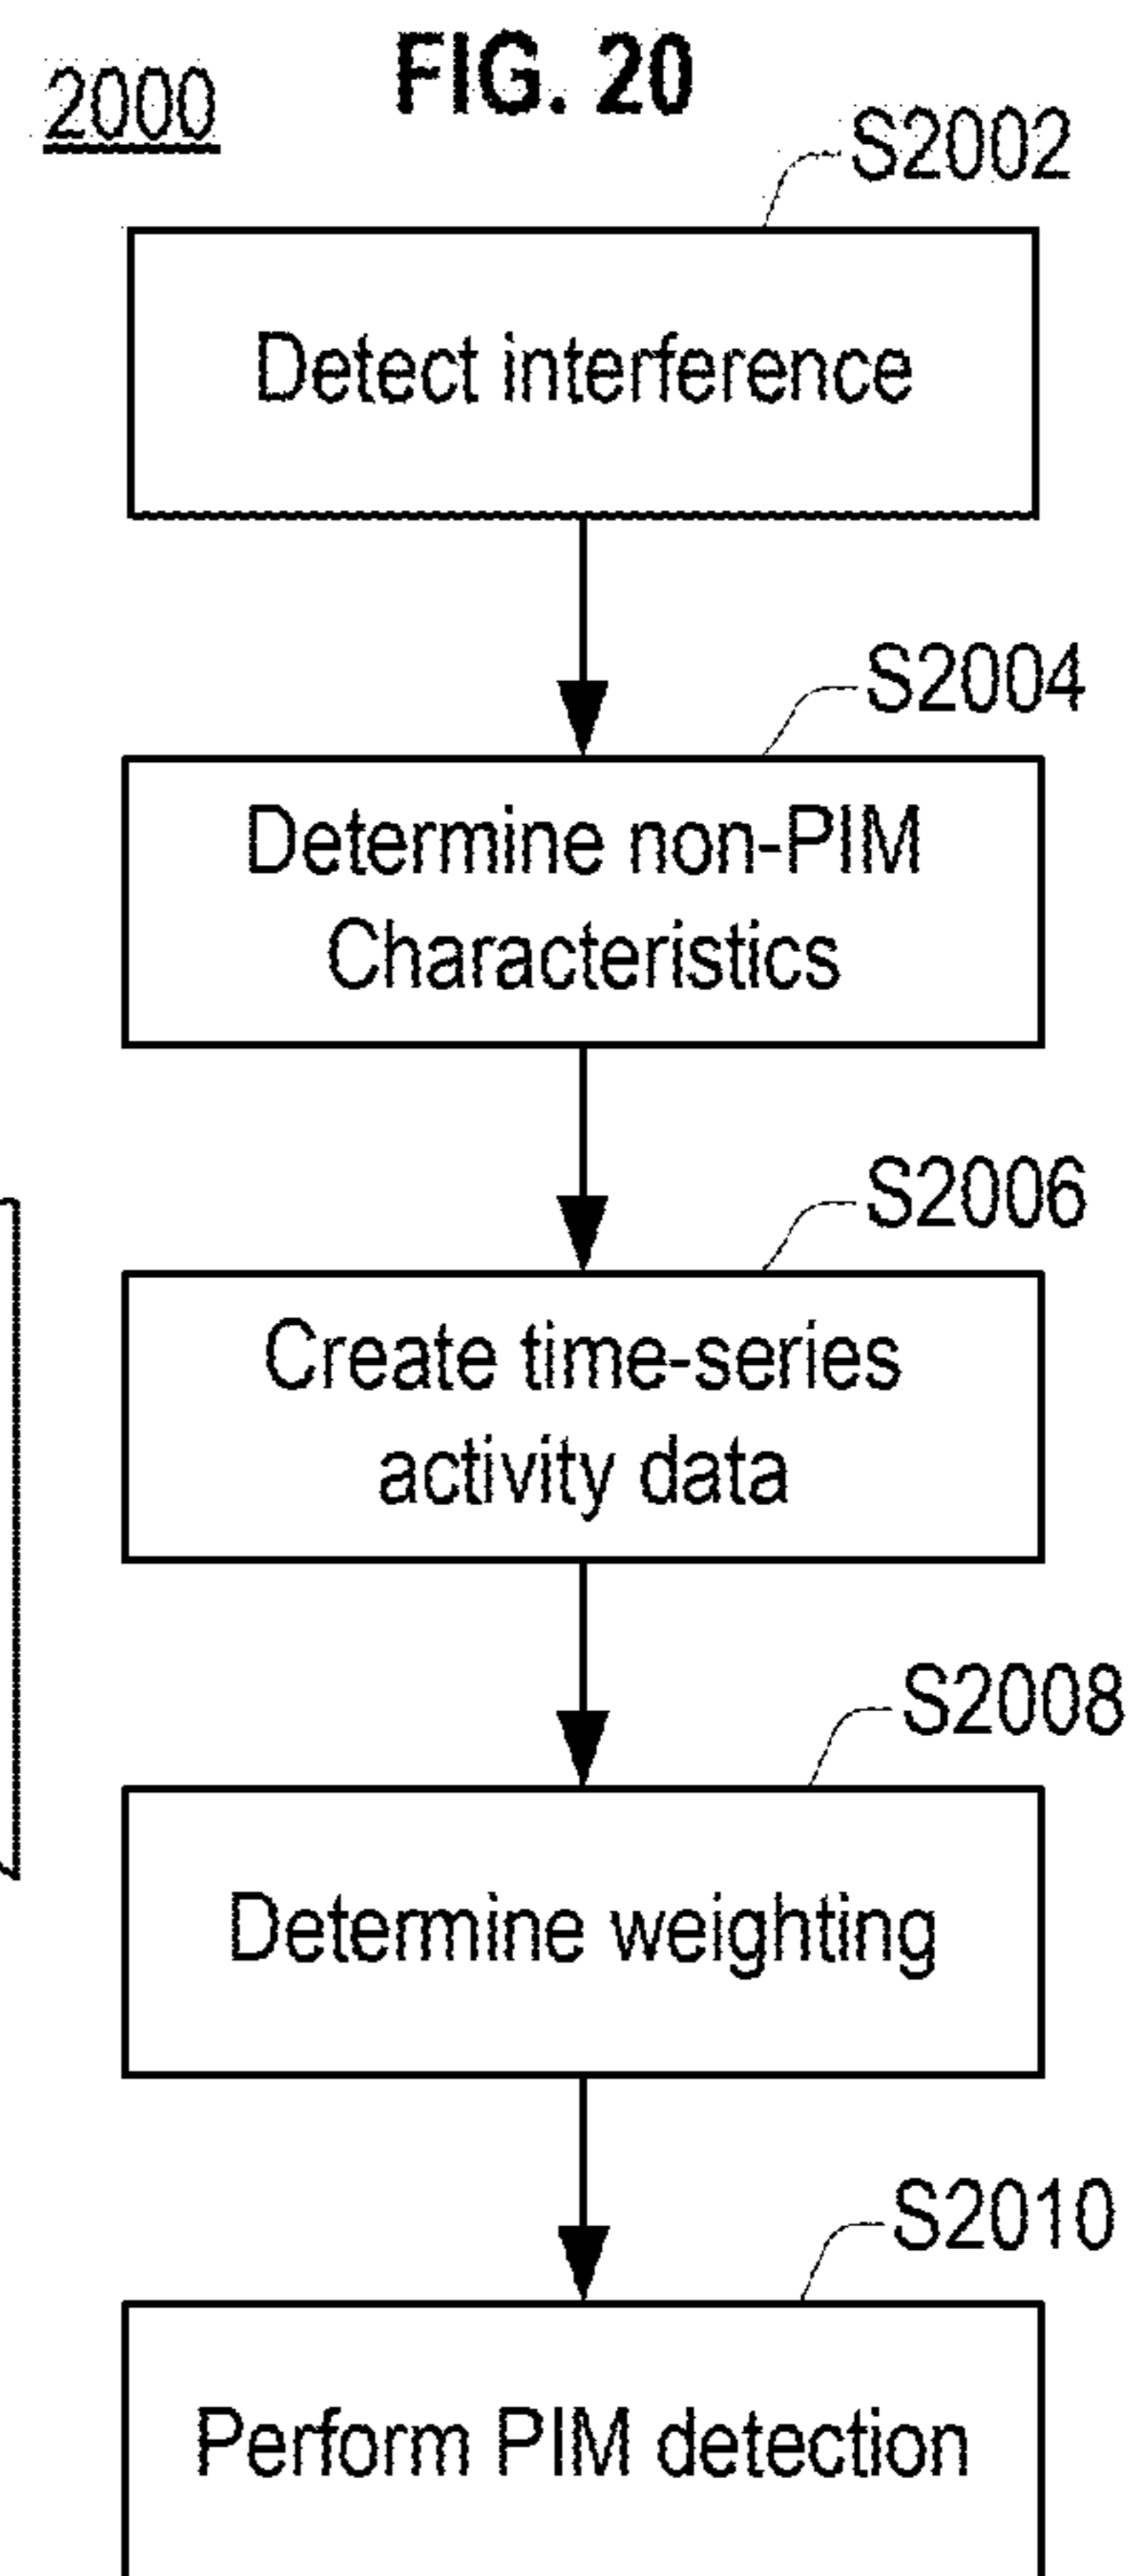 FIG. 20
2000
S2002
Detect interference
S2004
Determine non-PIM
Characteristics
S2006
Create time-series
activity data
S2008
Determine weighting
S2010
Perform PIM detection